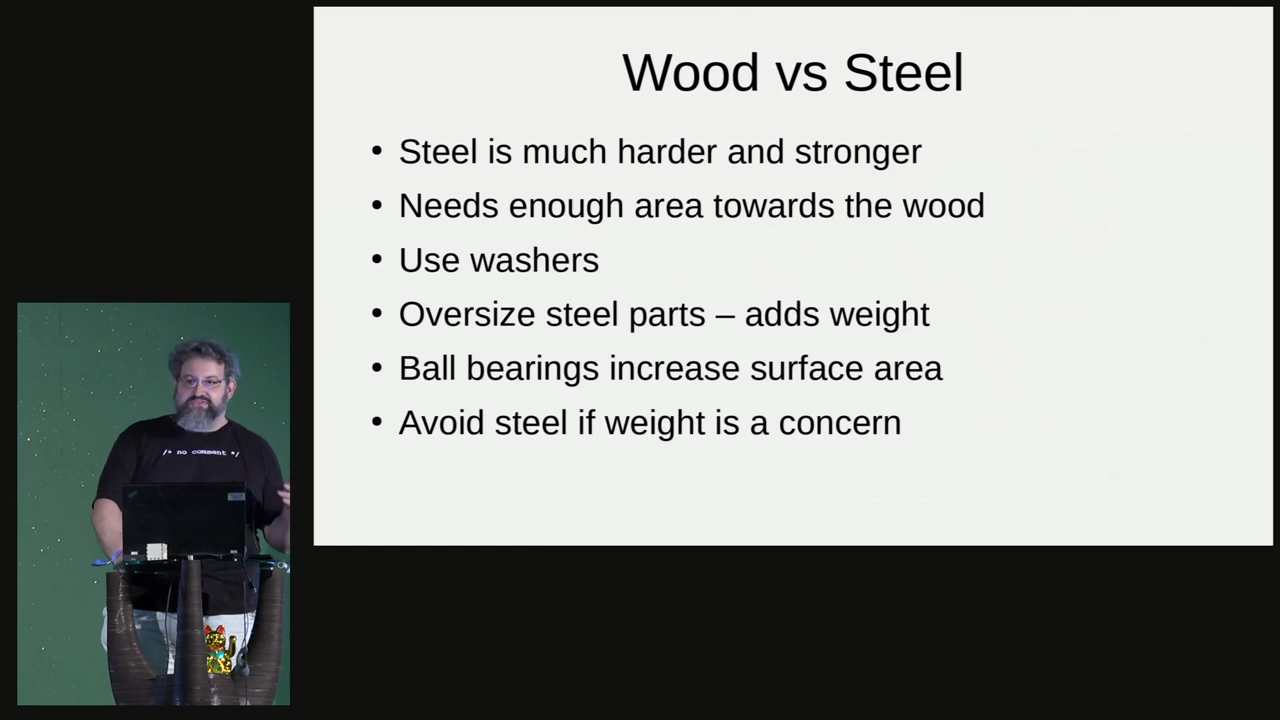 Wood vs Steel
• Steel is much harder and stronger
• Needs enough area towards the wood
• Use washers
• Oversize steel parts – adds weight
• Ball bearings increase surface area
• Avoid steel if weight is a concern
/* no comment */